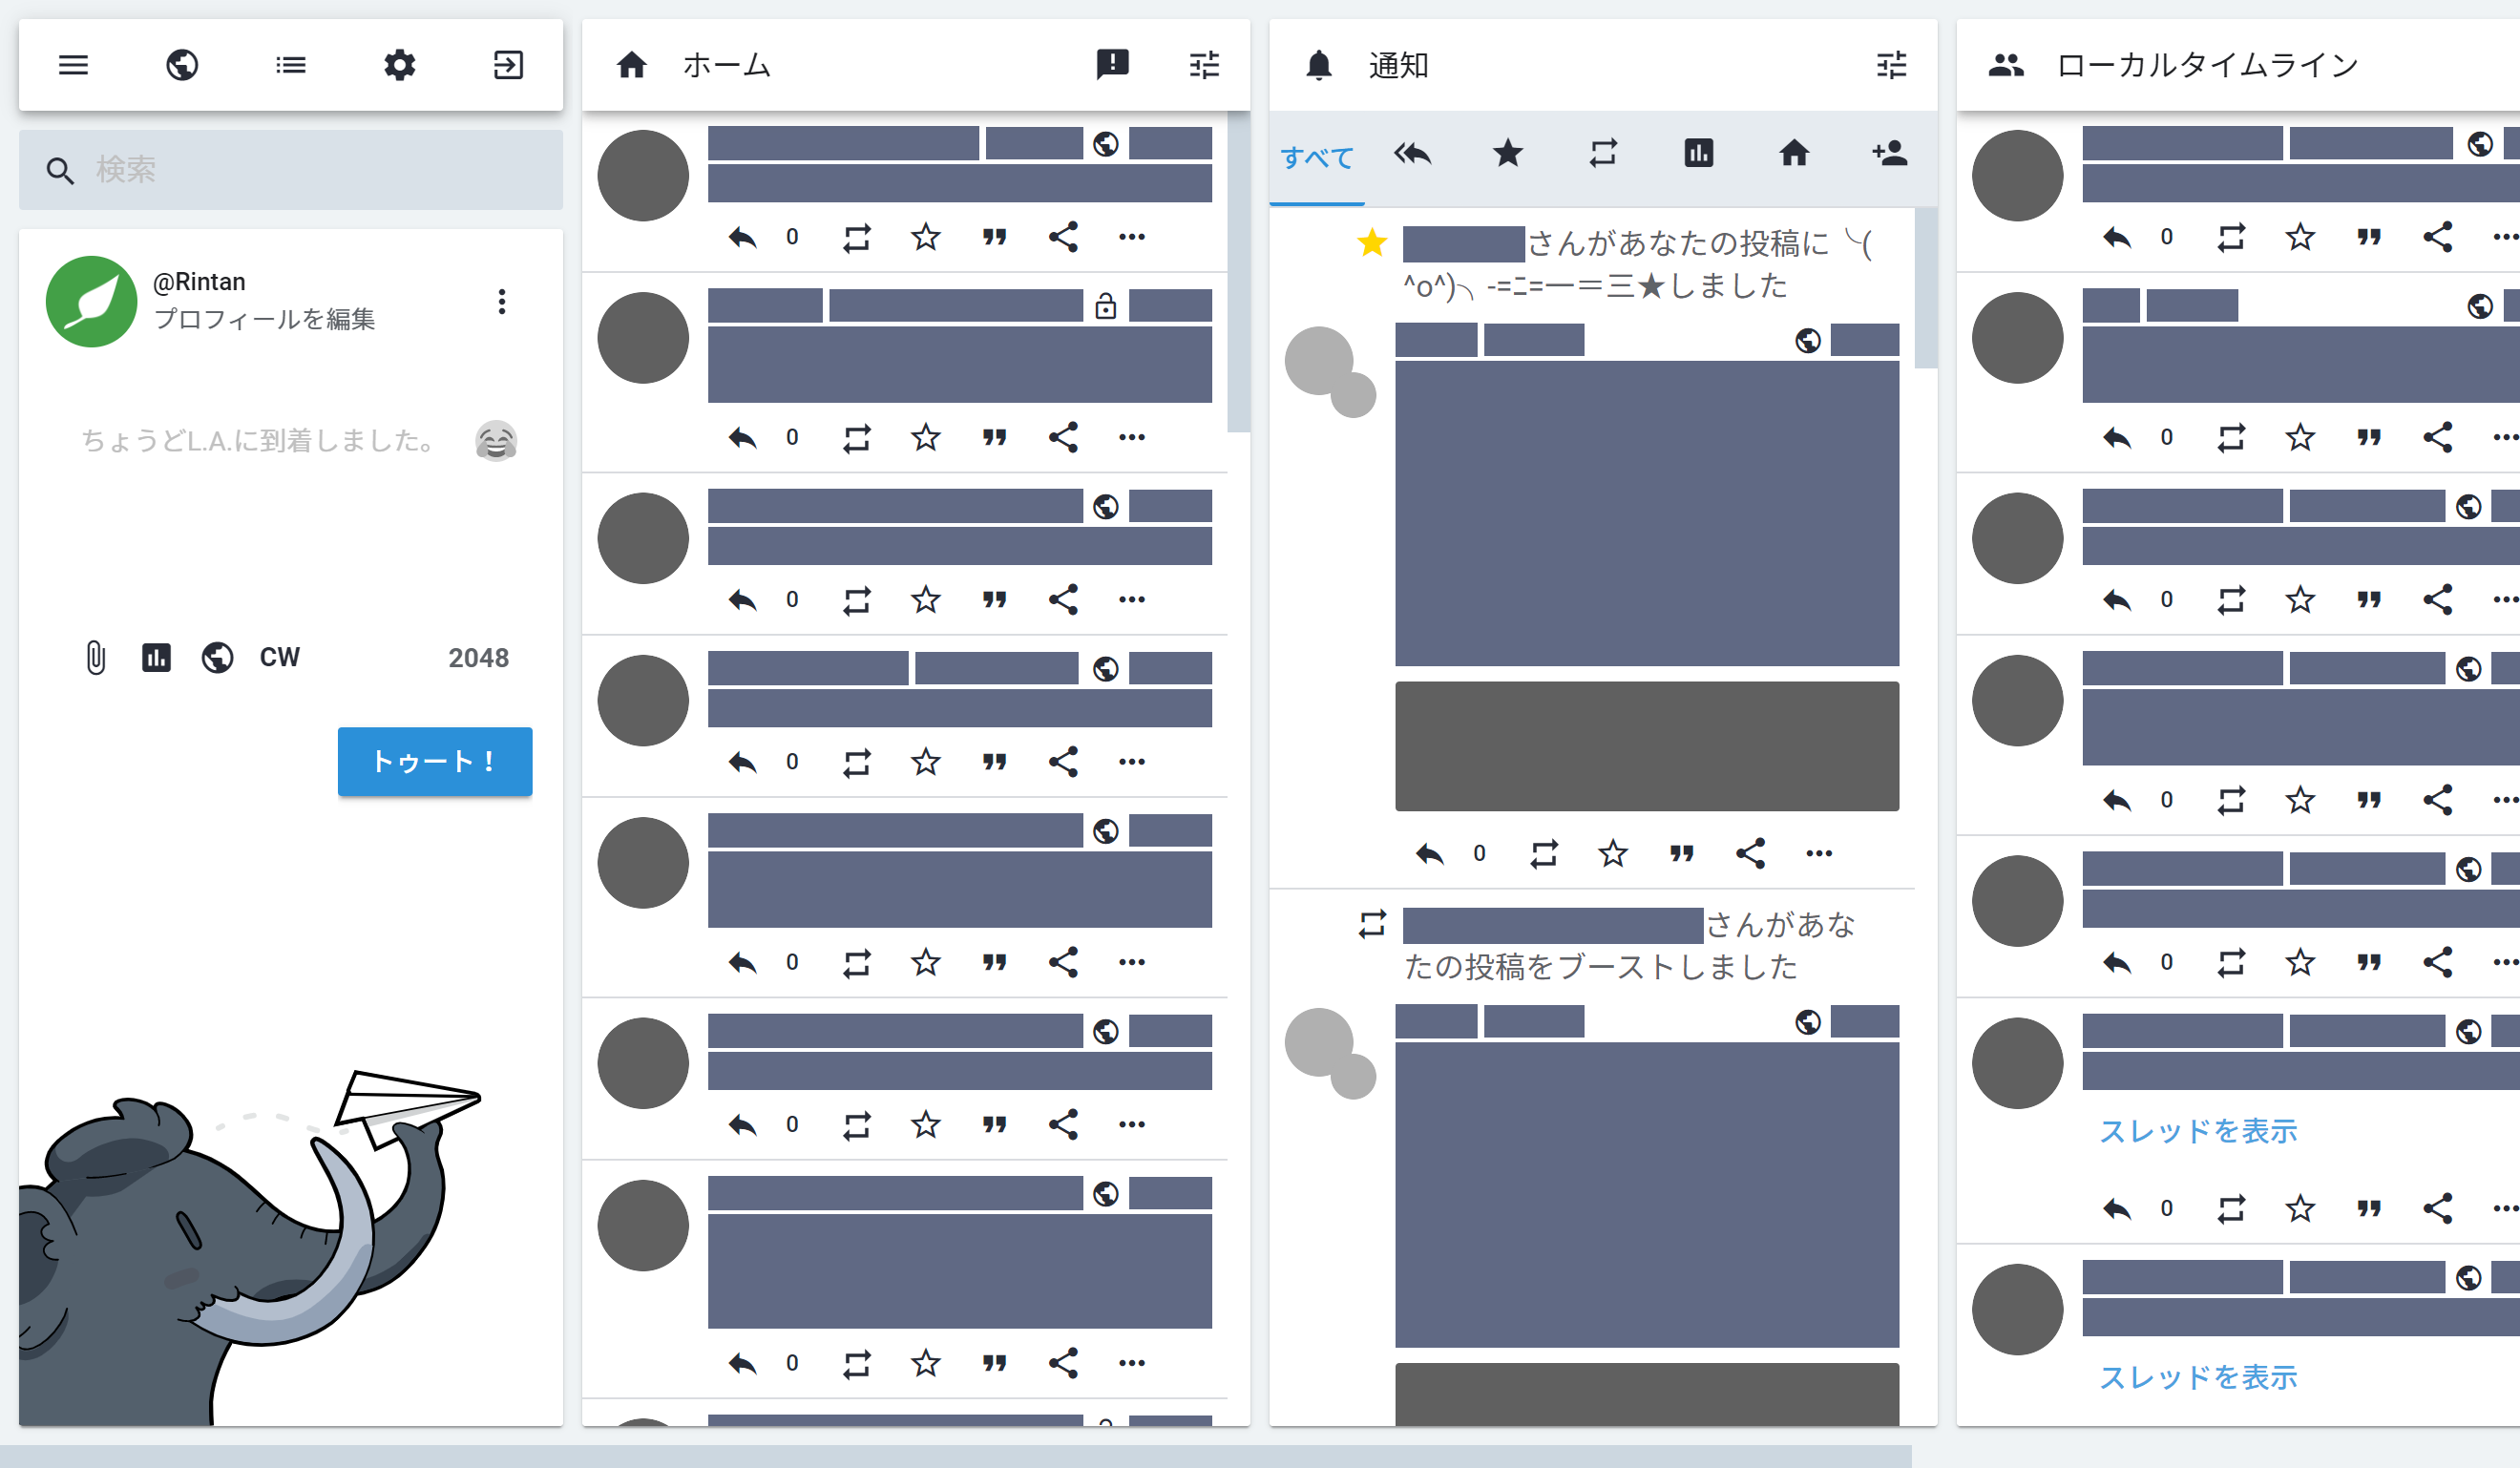 検索
@Rintan
プロフィールを編集
ちょうどL.A.に到着しました。
CW
2048
トゥート！
ホーム
0
0
0
0
0
0
0
通知
すべて
さんがあなたの投稿に ╰(
^o^)╮-=ﾆ=一＝三★しました
0
さんがあな
たの投稿をブーストしました
ローカルタイムライン
0
0
0
0
0
スレッドを表示
0
スレッドを表示